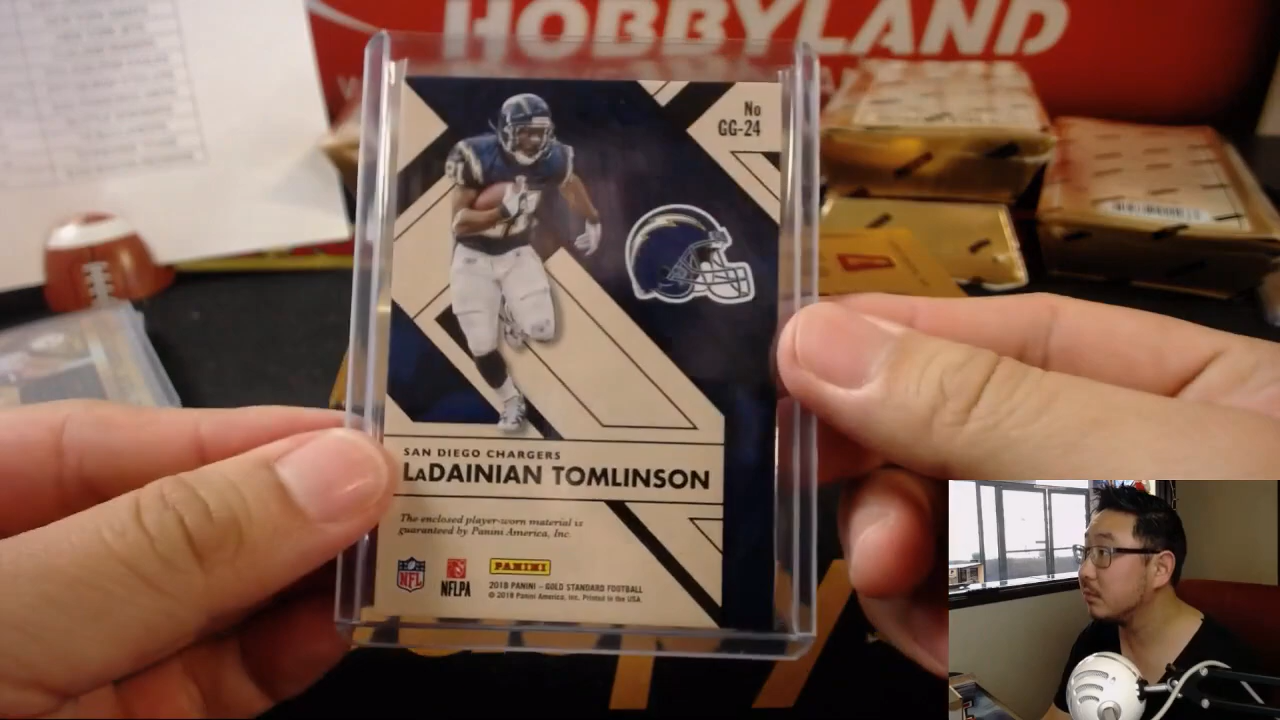 HOBBYLAND
No
GG-24
SAN DIEGO CHARGERS
LaDAINIAN TOMLINSON
The enclosed player-worn material is
guaranteed by Panini America, Inc.
NFL
NFLPA
PANINI
2018 PANINI – GOLD STANDARD FOOTBALL
© 2018 Panini America, Inc. Printed in the USA.